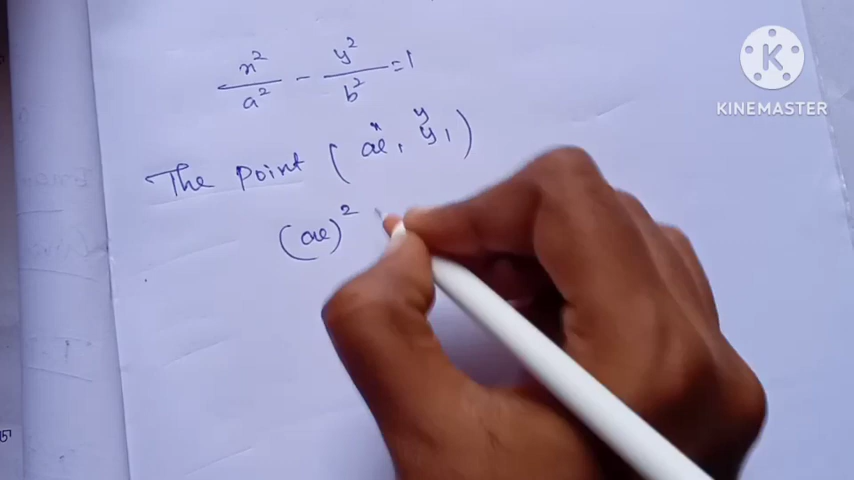 x²/a² - y²/b² = 1
x y
The Point (ae, y₁)
(ae)²
K
KINEMASTER